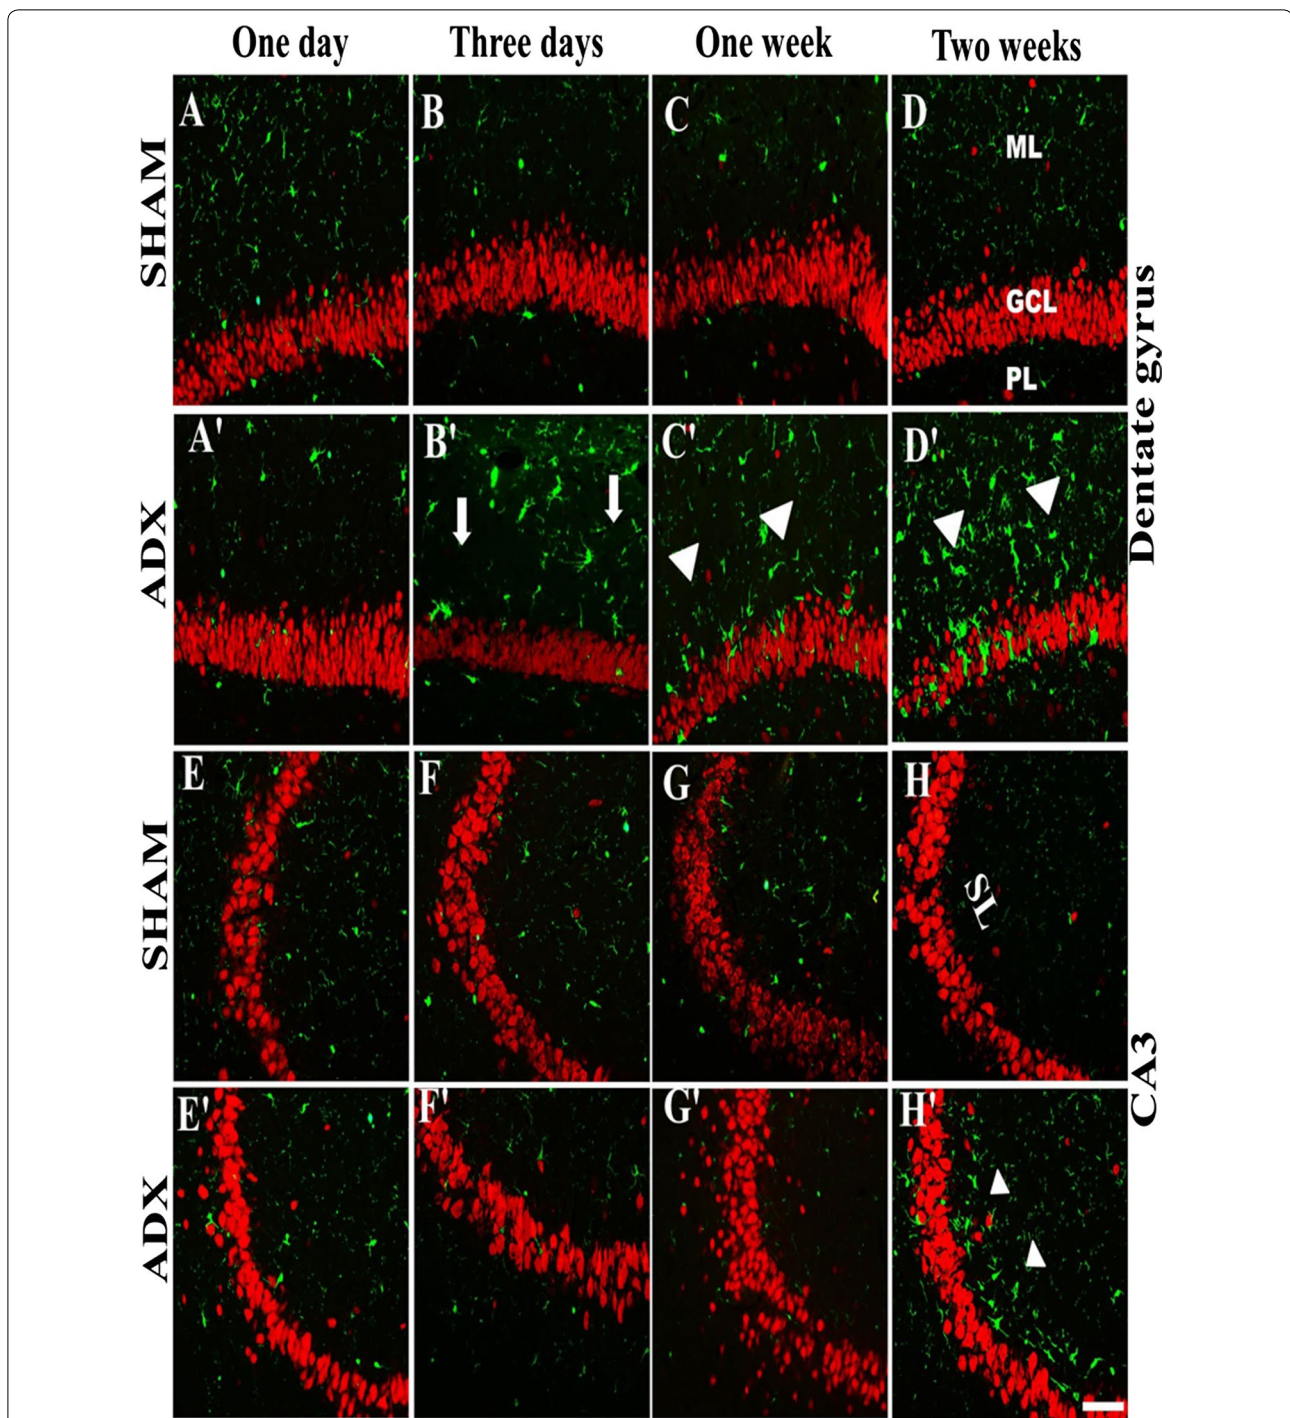 One day Three days One week Two weeks
SHAM
A B C D
ML
GCL
PL
Dentate gyrus
ADX
A' B' C' D'
SHAM
E F G H
SL
CA3
ADX
E' F' G' H'